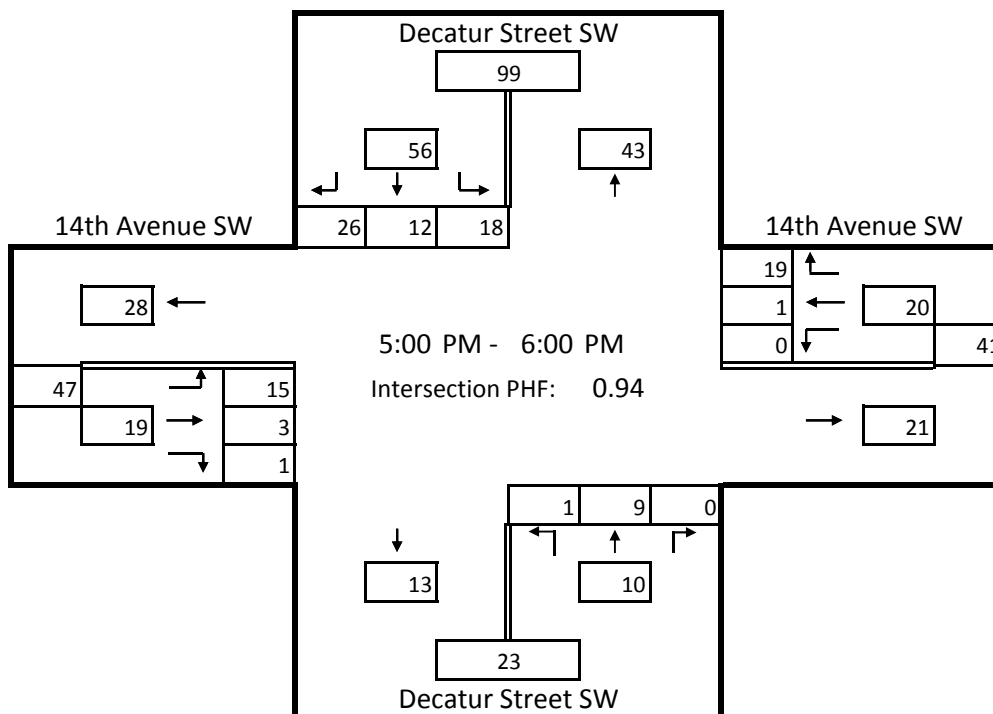 Decatur Street SW
99
56 43
14th Avenue SW 26 12 18 14th Avenue SW
19
28 1 20
5:00 PM - 6:00 PM 0 41
47 15 Intersection PHF: 0.94
19 3 21
1
1 9 0
13 10
23
Decatur Street SW